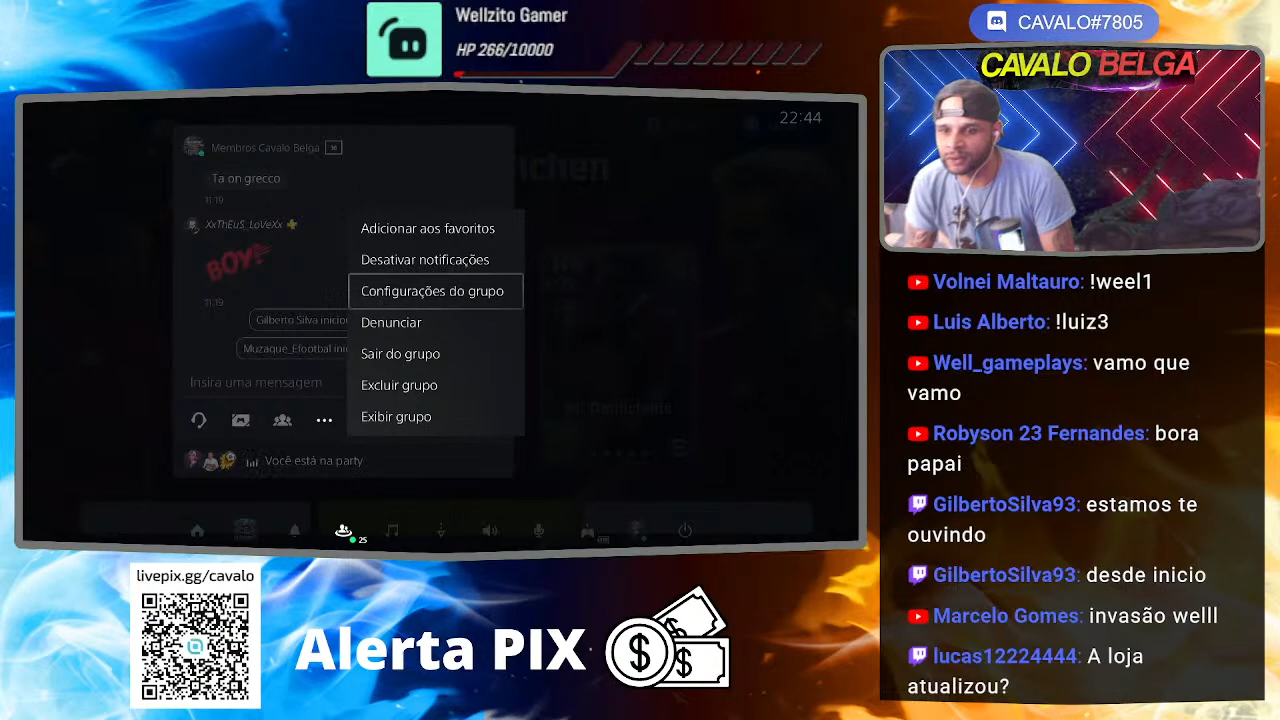 Wellzito Gamer
HP 266/10000
CAVALO#7805
CAVALO BELGA
22:44
Membros Cavalo Belga
Ta on grecco
11:19
XxThEuS_LoVeXx
BOY!
11:19
Gilberto Silva inicio
Muzaque_Efootbal inic
Insira uma mensagem
Você está na party
Adicionar aos favoritos
Desativar notificações
Configurações do grupo
Denunciar
Sair do grupo
Excluir grupo
Exibir grupo
25
Volnei Maltauro: !weel1
Luis Alberto: !luiz3
Well_gameplays: vamo que
vamo
Robyson 23 Fernandes: bora
papai
GilbertoSilva93: estamos te
ouvindo
GilbertoSilva93: desde inicio
Marcelo Gomes: invasão welll
lucas12224444: A loja
atualizou?
livepix.gg/cavalo
Alerta PIX